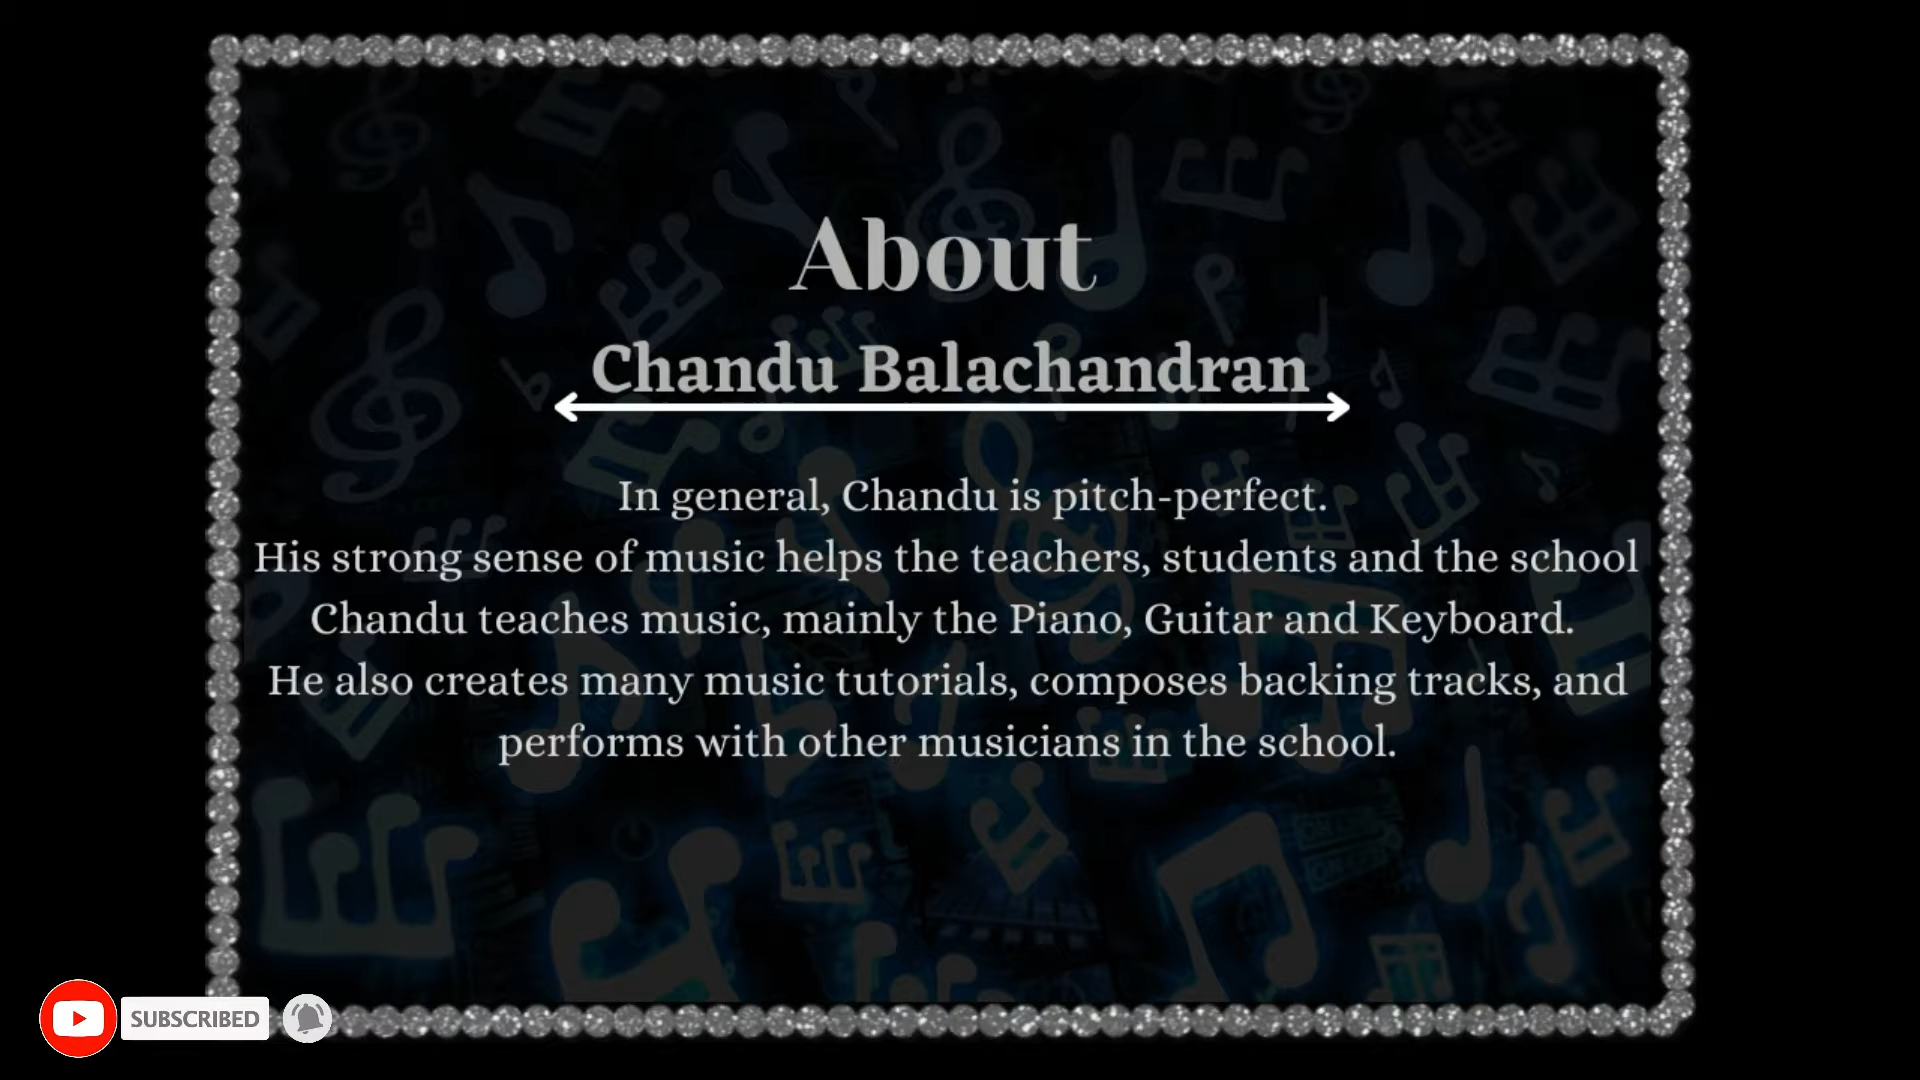 About
Chandu Balachandran
In general, Chandu is pitch-perfect.
His strong sense of music helps the teachers, students and the school
Chandu teaches music, mainly the Piano, Guitar and Keyboard.
He also creates many music tutorials, composes backing tracks, and
performs with other musicians in the school.
SUBSCRIBED